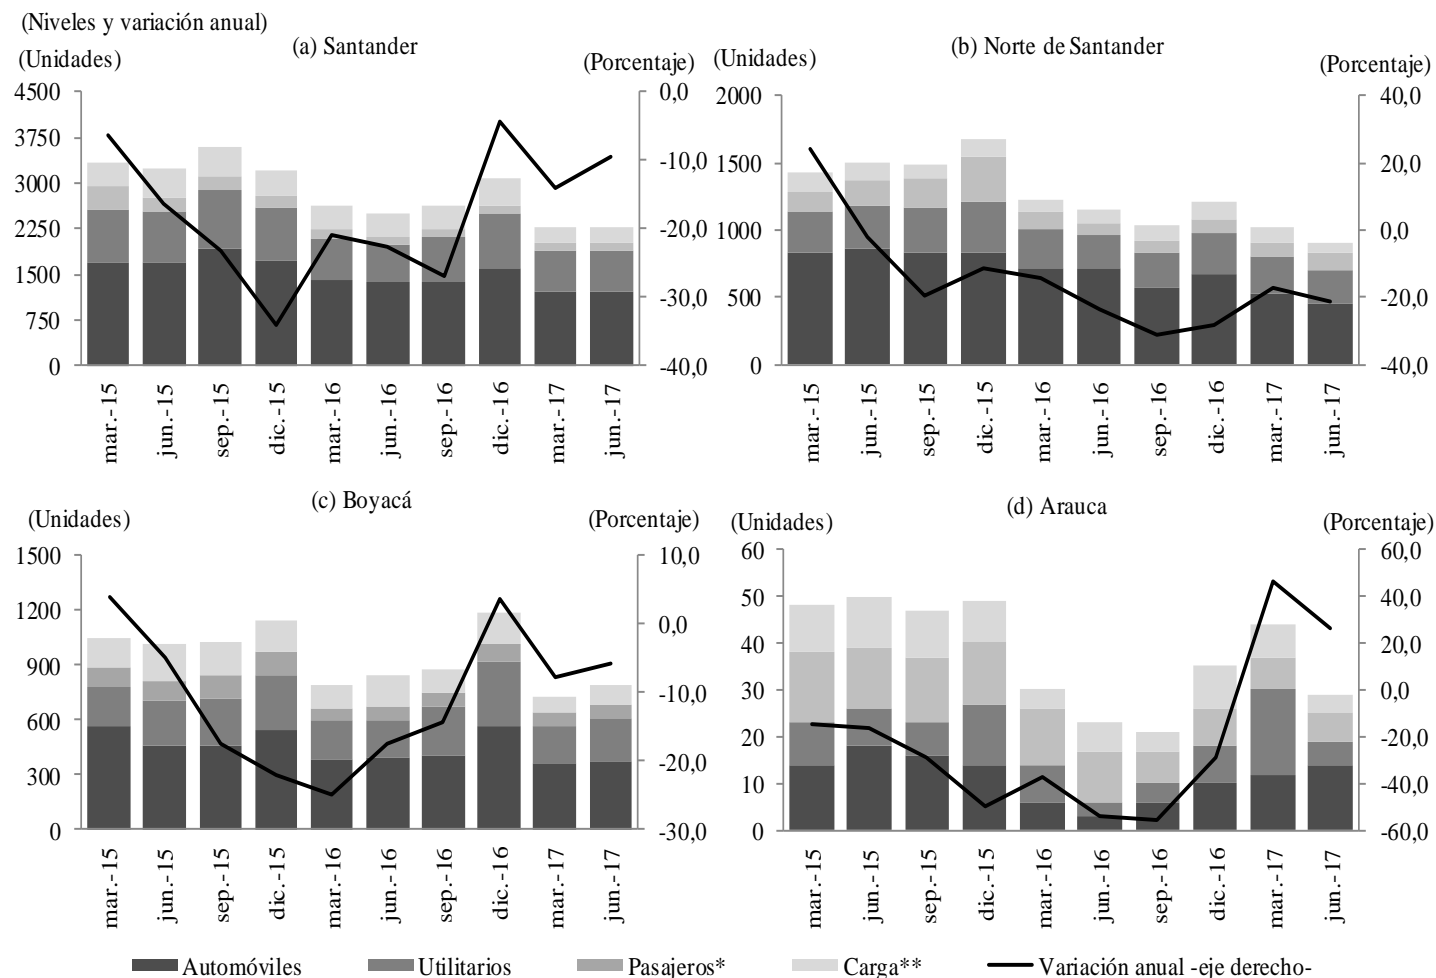 (Niveles y variación anual)
(a) Santander
(Unidades)
(Porcentaje)
4500
3750
3000
2250
1500
750
0
0,0
-10,0
-20,0
-30,0
-40,0
mar.-15
jun.-15
sep.-15
dic.-15
mar.-16
jun.-16
sep.-16
dic.-16
mar.-17
jun.-17
(b) Norte de Santander
(Unidades)
(Porcentaje)
2000
1500
1000
500
0
40,0
20,0
0,0
-20,0
-40,0
mar.-15
jun.-15
sep.-15
dic.-15
mar.-16
jun.-16
sep.-16
dic.-16
mar.-17
jun.-17
(c) Boyacá
(Unidades)
(Porcentaje)
1500
1200
900
600
300
0
10,0
0,0
-10,0
-20,0
-30,0
mar.-15
jun.-15
sep.-15
dic.-15
mar.-16
jun.-16
sep.-16
dic.-16
mar.-17
jun.-17
(d) Arauca
(Unidades)
(Porcentaje)
60
50
40
30
20
10
0
60,0
40,0
20,0
0,0
-20,0
-40,0
-60,0
mar.-15
jun.-15
sep.-15
dic.-15
mar.-16
jun.-16
sep.-16
dic.-16
mar.-17
jun.-17
Automóviles
Utilitarios
Pasajeros*
Carga**
Variación anual -eje derecho-